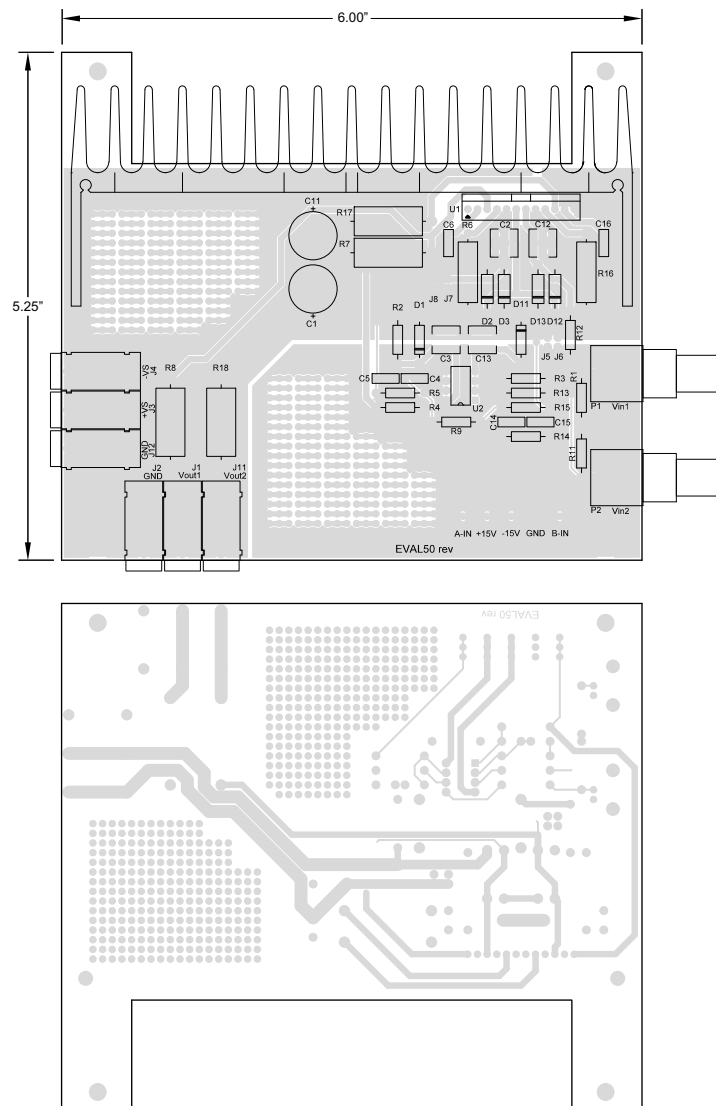 6.00"
5.25"
C11
R17
R7
C1
U1
R6
C6
C2
C12
C16
R16
J8
J7
D11
R2
D1
D2
D3
D13
D12
R12
C3
C13
J5
J6
C5
C4
R5
R4
U2
R9
R3
R13
R15
C14
C15
R14
R1
R11
P1 Vin1
P2 Vin2
-VS
J4
+VS
J3
GND
J12
R8
R18
J2
GND
J1
Vout1
J11
Vout2
A-IN +15V -15V GND B-IN
EVAL50 rev
EVAL50 rev